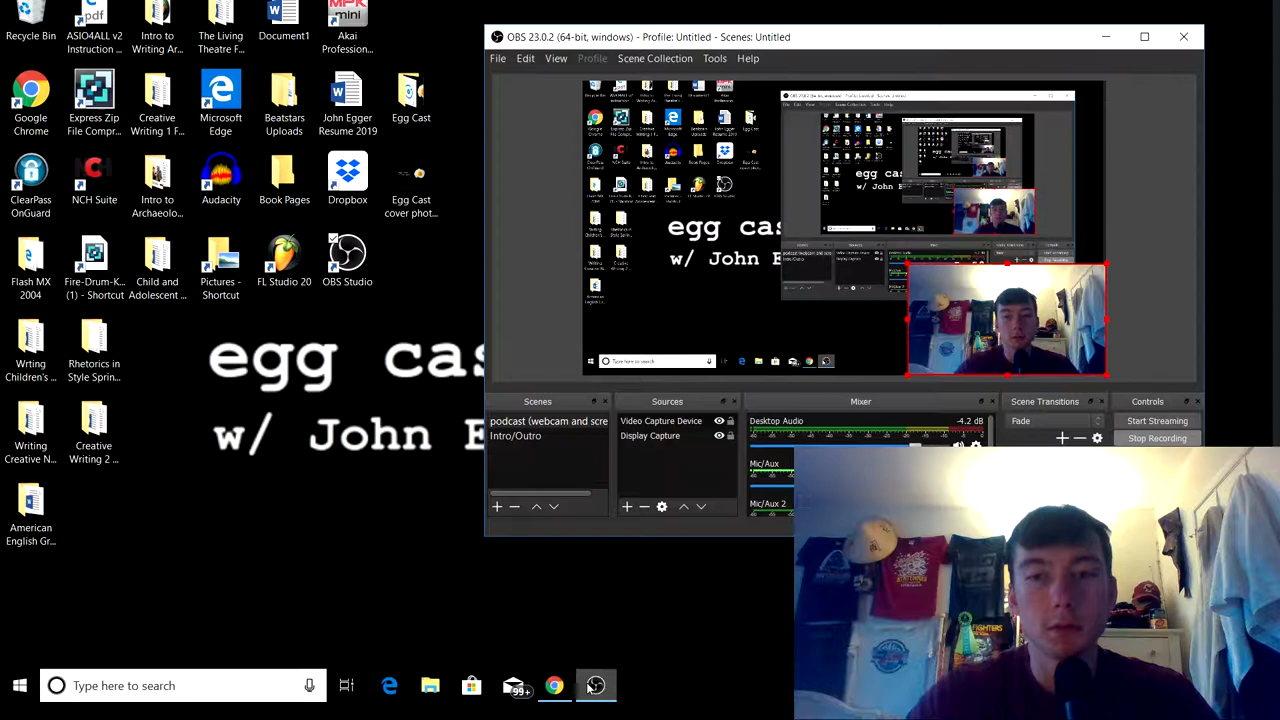 Recycle Bin
ASIO4ALL v2 Instruction ...
Intro to Writing Ar...
The Living Theatre F...
Document1
Akai Profession...
Google Chrome
Express Zip File Compr...
Creative Writing 1 F...
Microsoft Edge
Beatstars Uploads
John Egger Resume 2019
Egg Cast
ClearPass OnGuard
NCH Suite
Intro to Archaeolo...
Audacity
Book Pages
Dropbox
Egg Cast cover phot...
Flash MX 2004
Fire-Drum-K... (1) - Shortcut
Child and Adolescent ...
Pictures - Shortcut
FL Studio 20
OBS Studio
Wrting Children's ...
Rhetorics in Style Sprin...
Writing Creative N...
Creative Writing 2 ...
American English Gr...
egg cas
w/ John E
OBS 23.0.2 (64-bit, windows) - Profile: Untitled - Scenes: Untitled
File Edit View Profile Scene Collection Tools Help
egg cas
w/ John E
Scenes
podcast (webcam and scre
Intro/Outro
Sources
Video Capture Device
Display Capture
Mixer
Desktop Audio -4.2 dB
Mic/Aux
Mic/Aux 2
Scene Transitions
Fade
Controls
Start Streaming
Stop Recording
Type here to search
99+